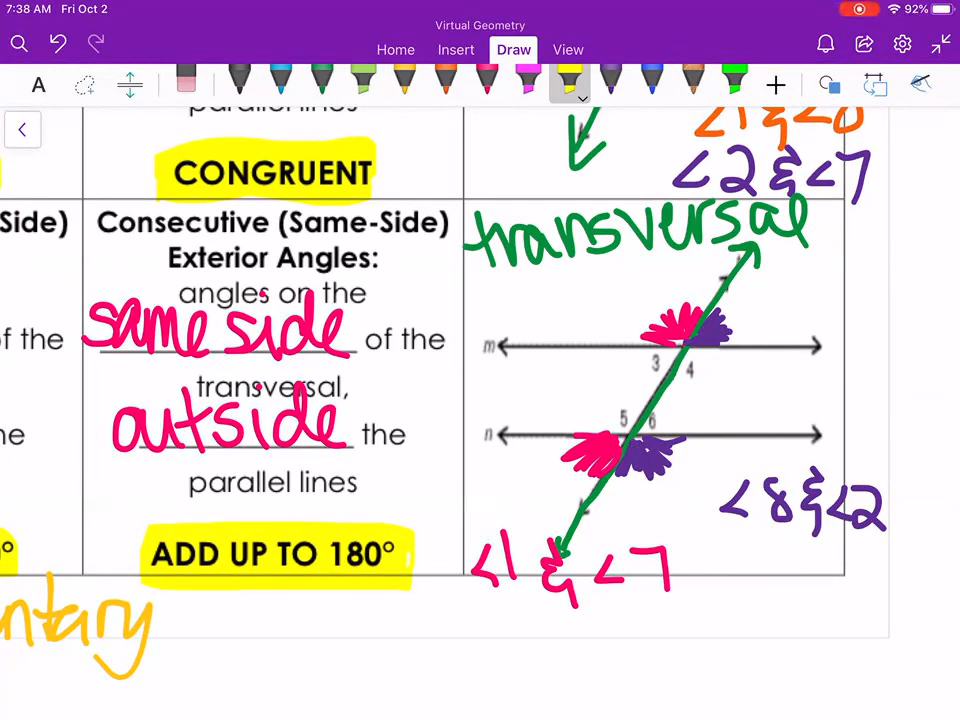 7:38 AM Fri Oct 2
92%
Virtual Geometry
Home Insert Draw View
A
parallel lines
<1 & <8
CONGRUENT
<2 & <7
Side)
Consecutive (Same-Side)
Exterior Angles:
transversal
angles on the
f the
same side of the
m
3
4
transversal,
5
6
ne
outside the
n
parallel lines
<8 & <2
ADD UP TO 180°
°
<1 & <7
ntary